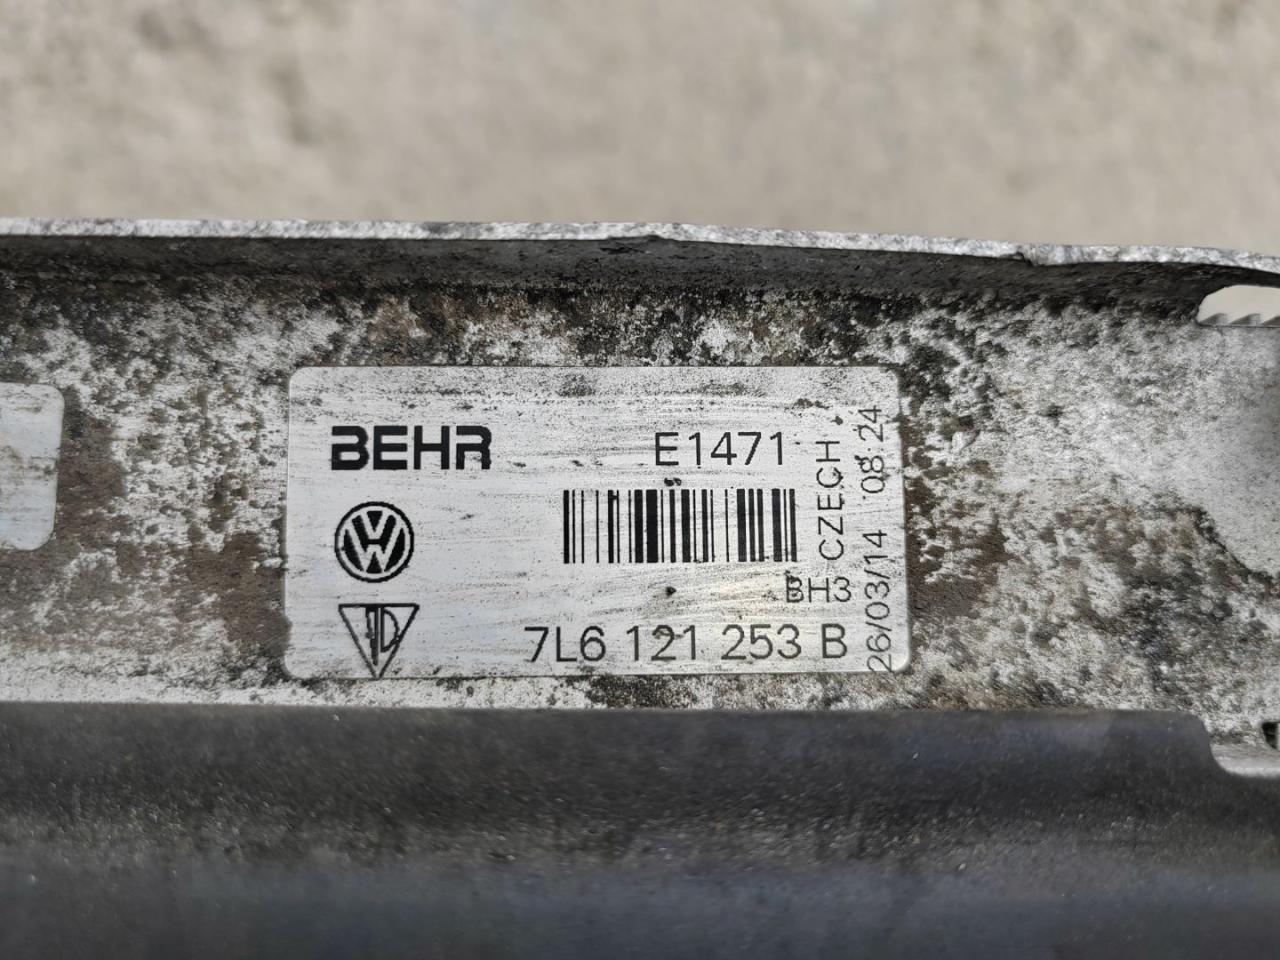 BEHR
E1471
CZECH
26/03/14 08:24
BH3
7L6 121 253 B